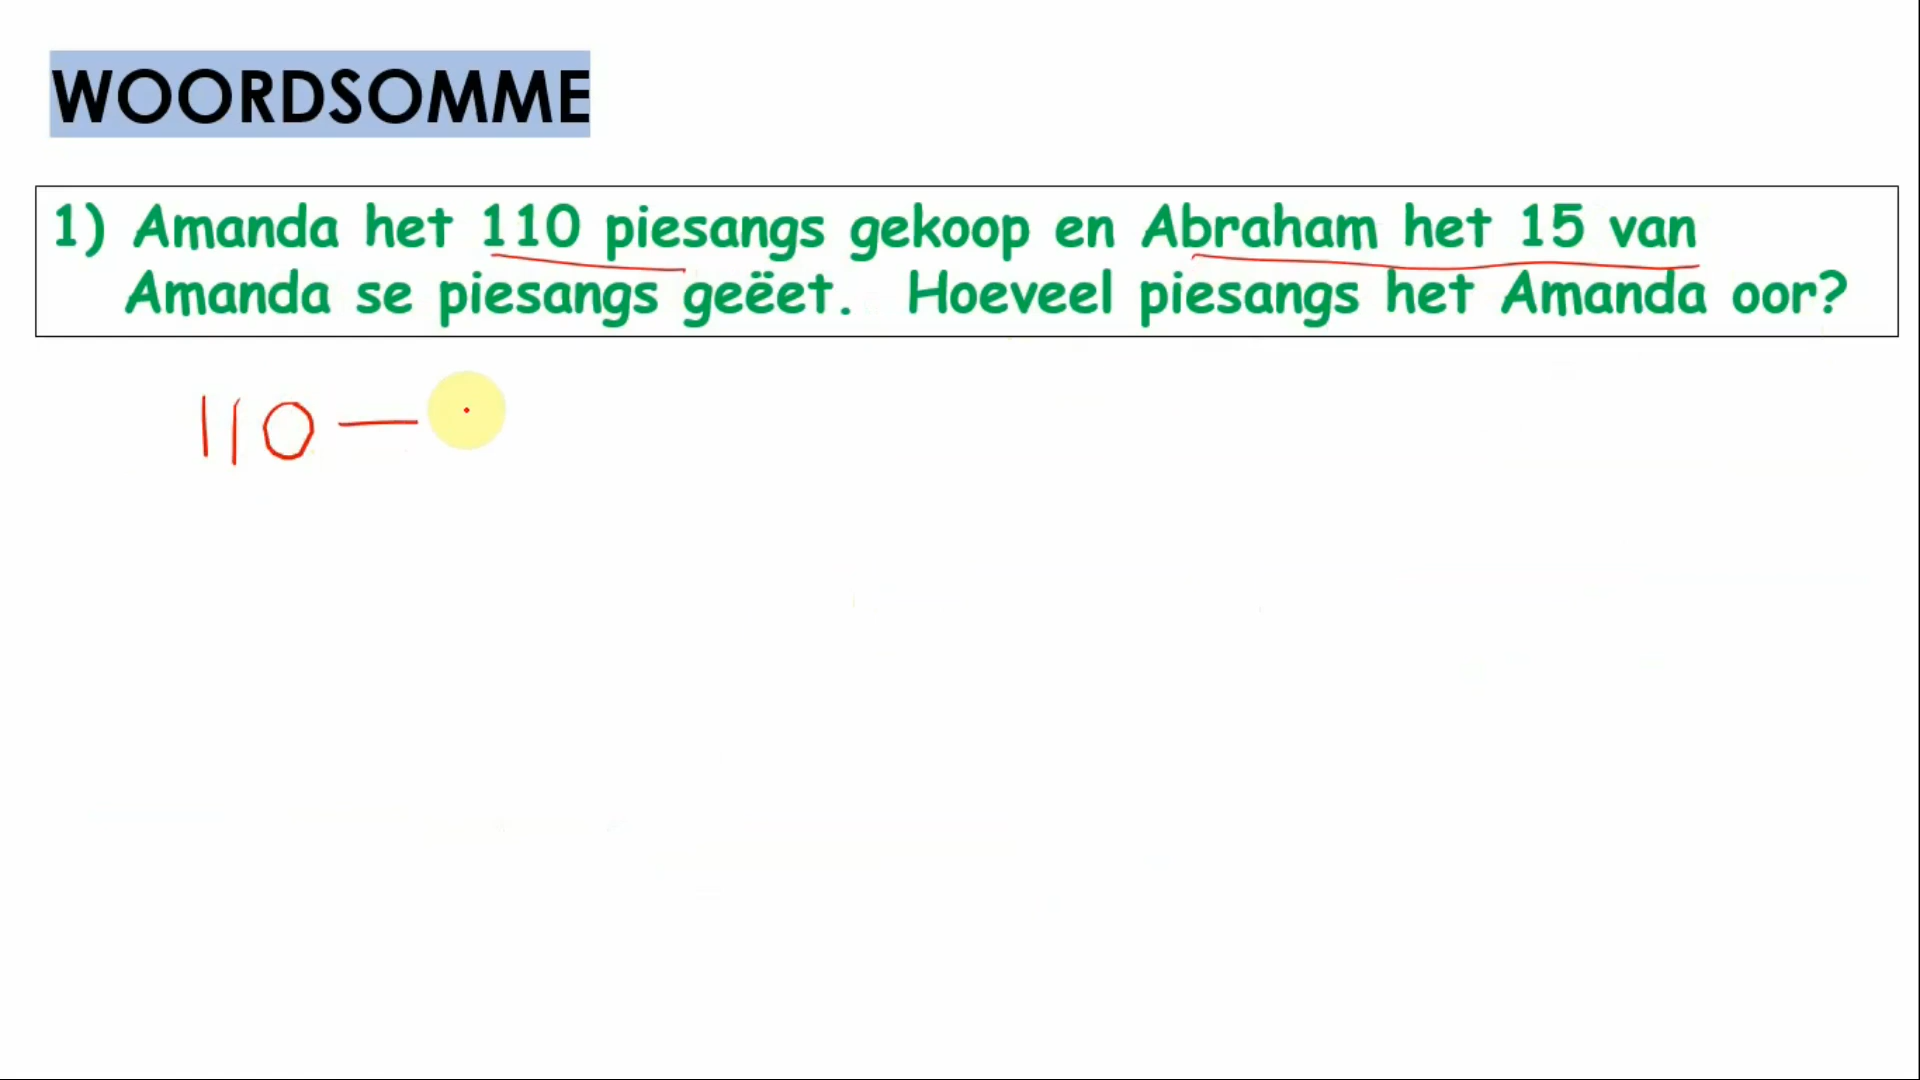 WOORDSOMME
1) Amanda het 110 piesangs gekoop en Abraham het 15 van
Amanda se piesangs geëet. Hoeveel piesangs het Amanda oor?
110 —